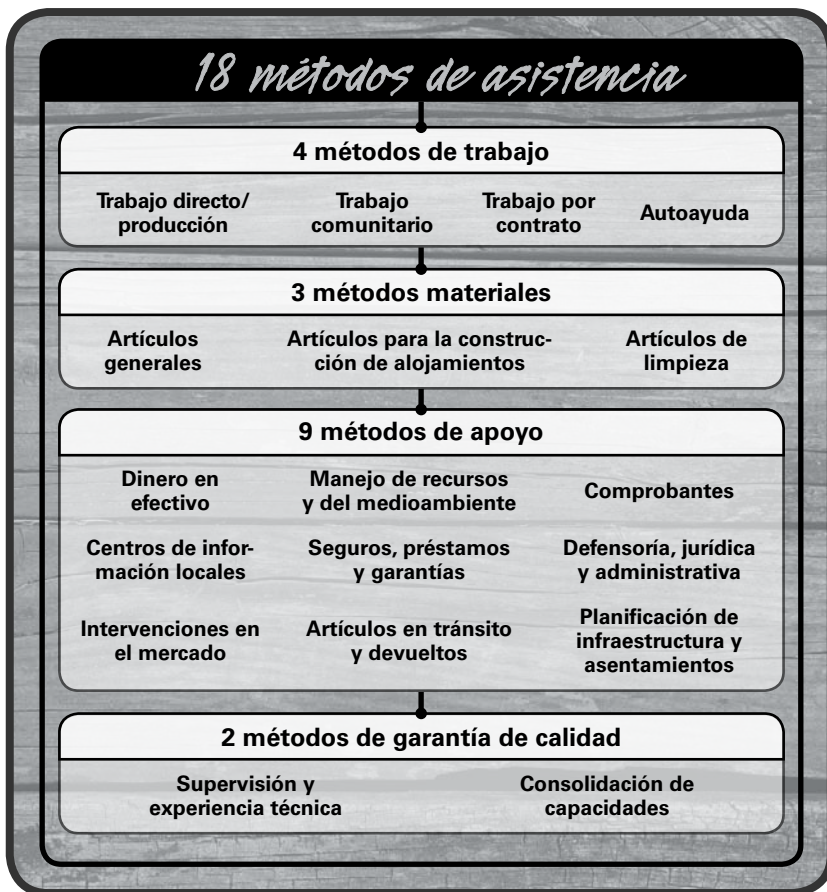 18 métodos de asistencia
4 métodos de trabajo
Trabajo directo/
producción
Trabajo
comunitario
Trabajo por
contrato
Autoayuda
3 métodos materiales
Artículos
generales
Artículos para la construc-
ción de alojamientos
Artículos de
limpieza
9 métodos de apoyo
Dinero en
efectivo
Manejo de recursos
y del medioambiente
Comprobantes
Centros de infor-
mación locales
Seguros, préstamos
y garantías
Defensoría, jurídica
y administrativa
Intervenciones en
el mercado
Artículos en tránsito
y devueltos
Planificación de
infraestructura y
asentamientos
2 métodos de garantía de calidad
Supervisión y
experiencia técnica
Consolidación de
capacidades